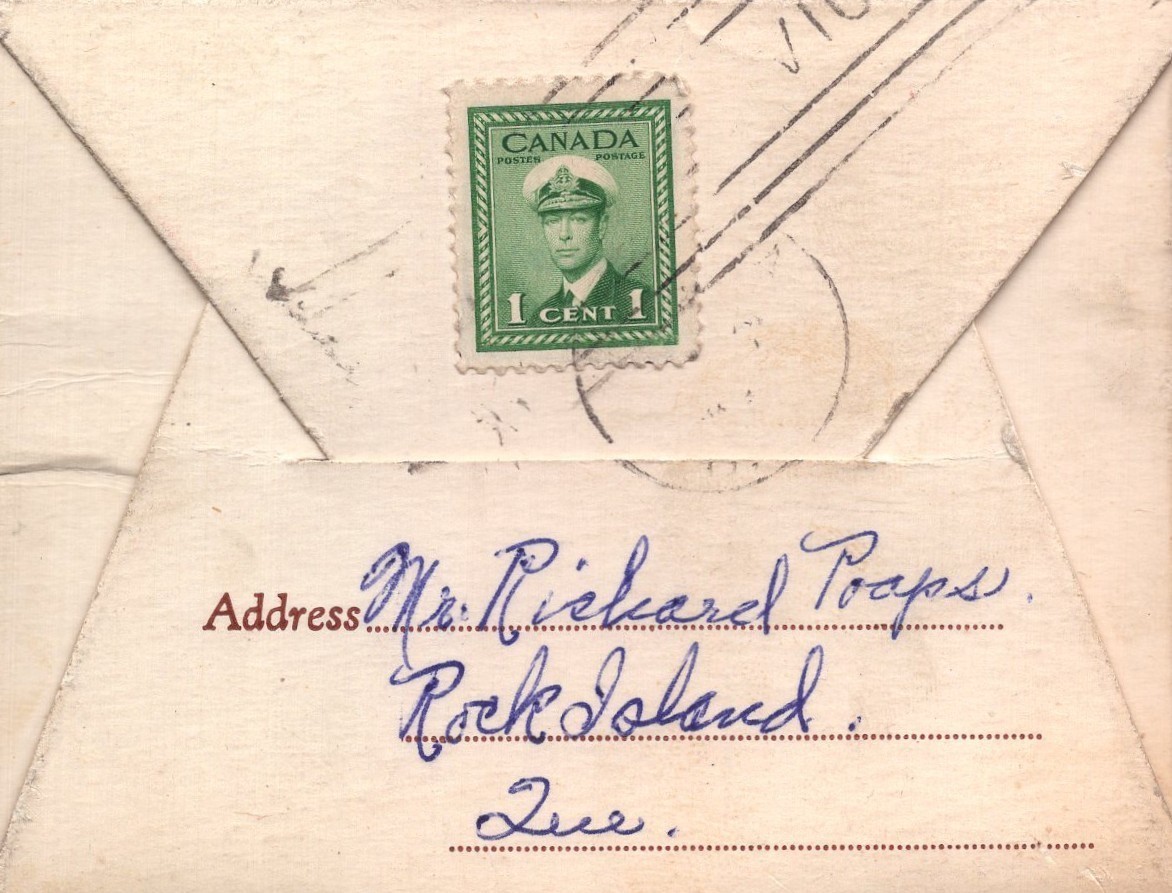 CANADA
POSTES POSTAGE
1 CENT 1
Address Mr. Richard Poaps.
Rock Island.
Que.